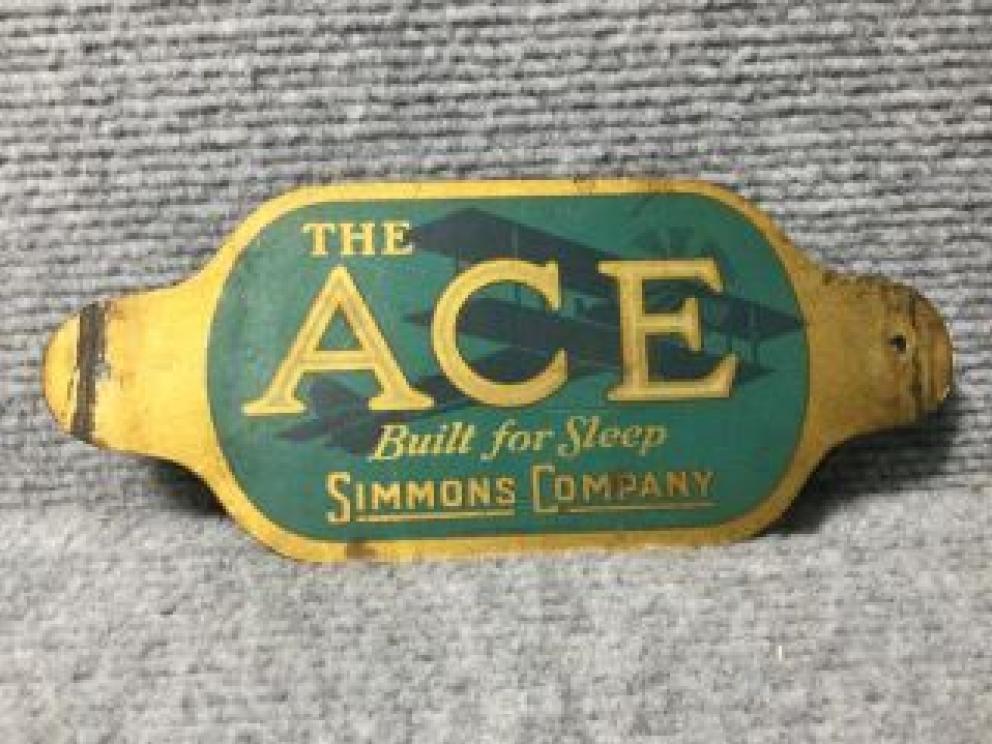 THE
ACE
Built for Sleep
SIMMONS COMPANY